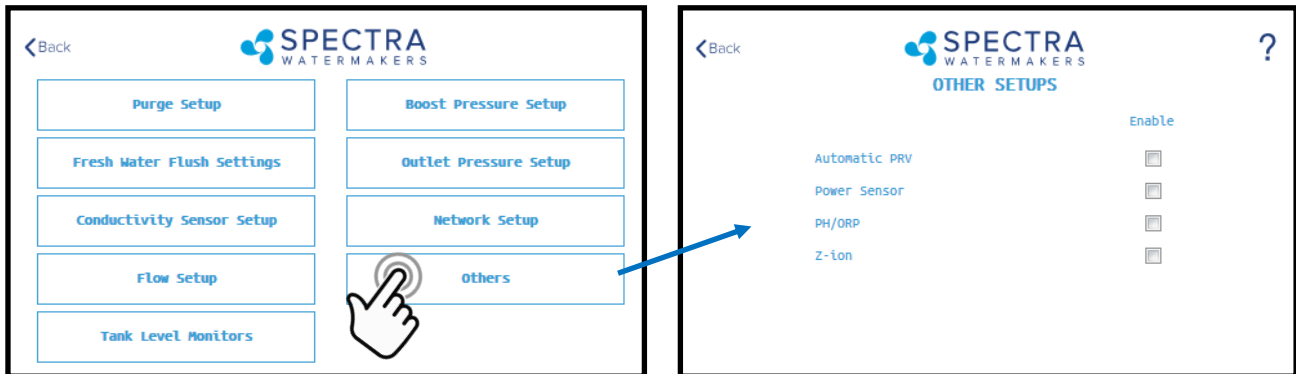 Back
SPECTRA
WATERMAKERS
Purge Setup
Boost Pressure Setup
Fresh Water Flush Settings
Outlet Pressure Setup
Conductivity Sensor Setup
Network Setup
Flow Setup
Others
Tank Level Monitors
Back
SPECTRA
WATERMAKERS
?
OTHER SETUPS
Enable
Automatic PRV
Power Sensor
PH/ORP
Z-ion